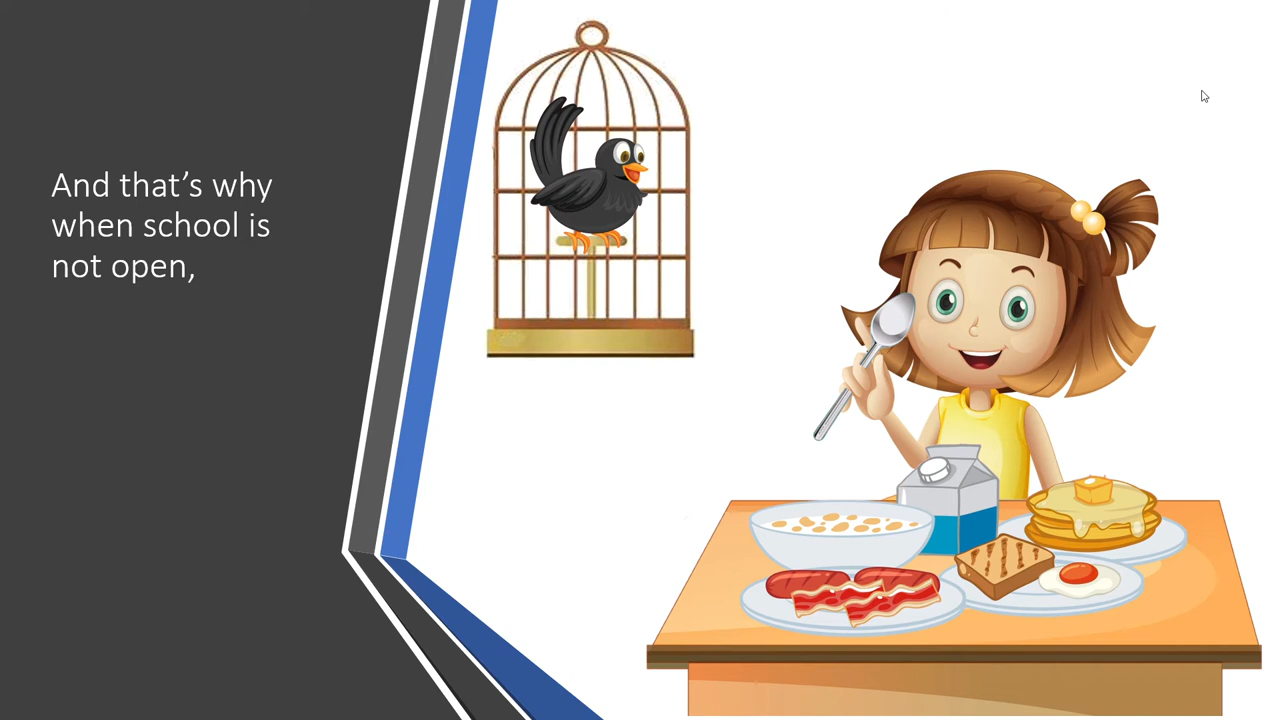 And that’s why
when school is
not open,